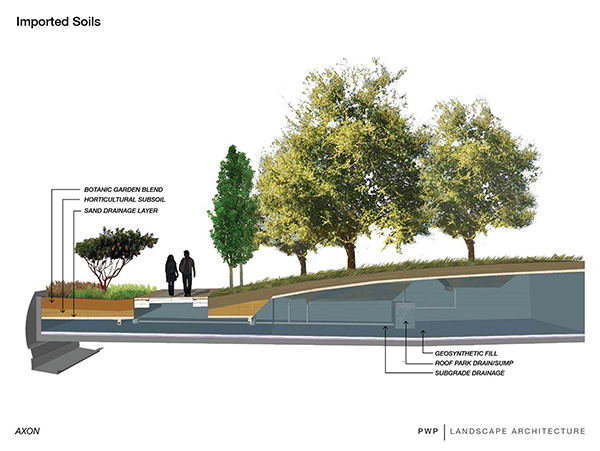 Imported Soils
BOTANIC GARDEN BLEND
HORTICULTURAL SUBSOIL
SAND DRAINAGE LAYER
GEOSYNTHETIC FILL
ROOF PARK DRAIN/SUMP
SUBGRADE DRAINAGE
AXON
PWP | LANDSCAPE ARCHITECTURE